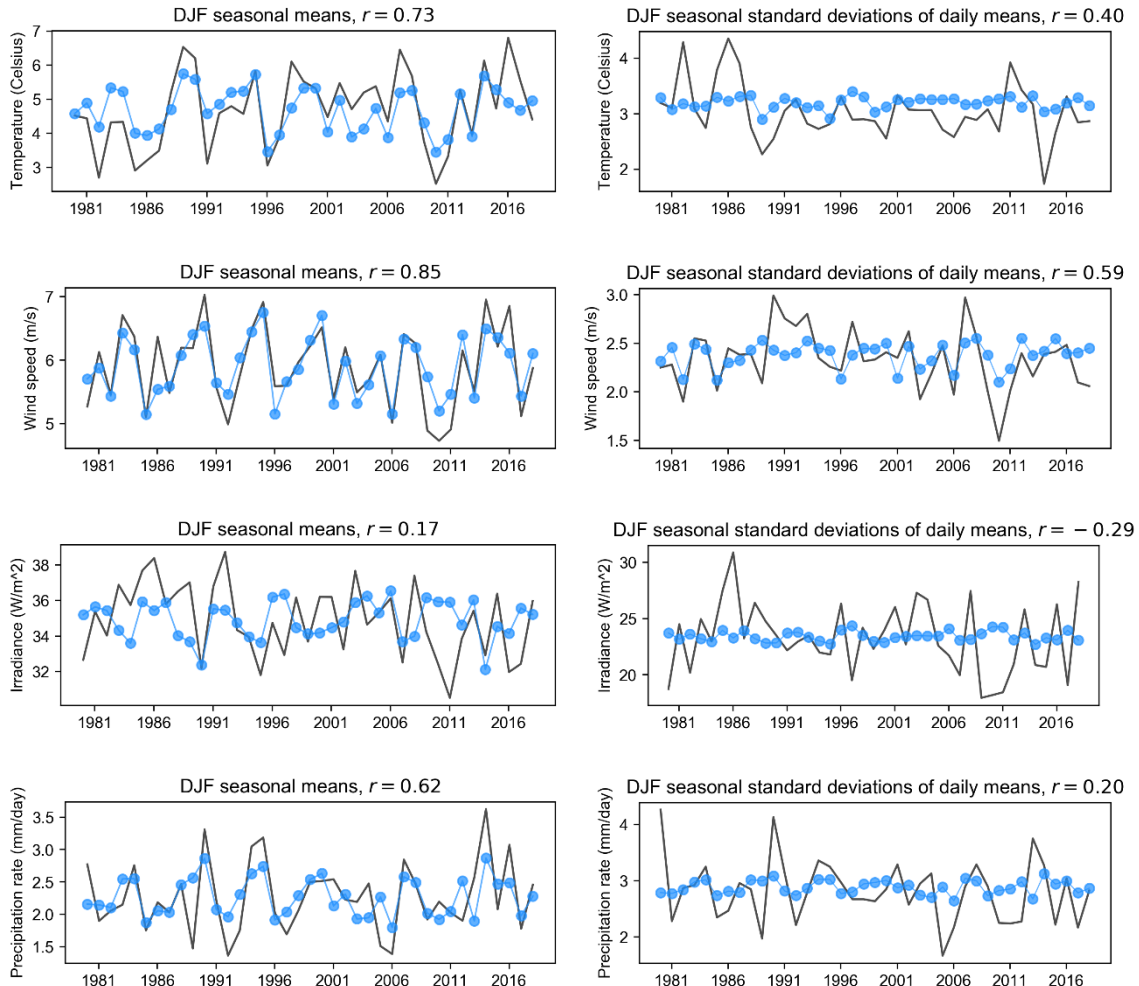 DJF seasonal means, r = 0.73
Temperature (Celsius)
7
6
5
4
3
1981 1986 1991 1996 2001 2006 2011 2016
DJF seasonal standard deviations of daily means, r = 0.40
Temperature (Celsius)
4
3
2
1981 1986 1991 1996 2001 2006 2011 2016
DJF seasonal means, r = 0.85
Wind speed (m/s)
7
6
5
1981 1986 1991 1996 2001 2006 2011 2016
DJF seasonal standard deviations of daily means, r = 0.59
Wind speed (m/s)
3.0
2.5
2.0
1.5
1981 1986 1991 1996 2001 2006 2011 2016
DJF seasonal means, r = 0.17
Irradiance (W/m^2)
38
36
34
32
1981 1986 1991 1996 2001 2006 2011 2016
DJF seasonal standard deviations of daily means, r = −0.29
Irradiance (W/m^2)
30
25
20
1981 1986 1991 1996 2001 2006 2011 2016
DJF seasonal means, r = 0.62
Precipitation rate (mm/day)
3.5
3.0
2.5
2.0
1.5
1981 1986 1991 1996 2001 2006 2011 2016
DJF seasonal standard deviations of daily means, r = 0.20
Precipitation rate (mm/day)
4
3
2
1981 1986 1991 1996 2001 2006 2011 2016